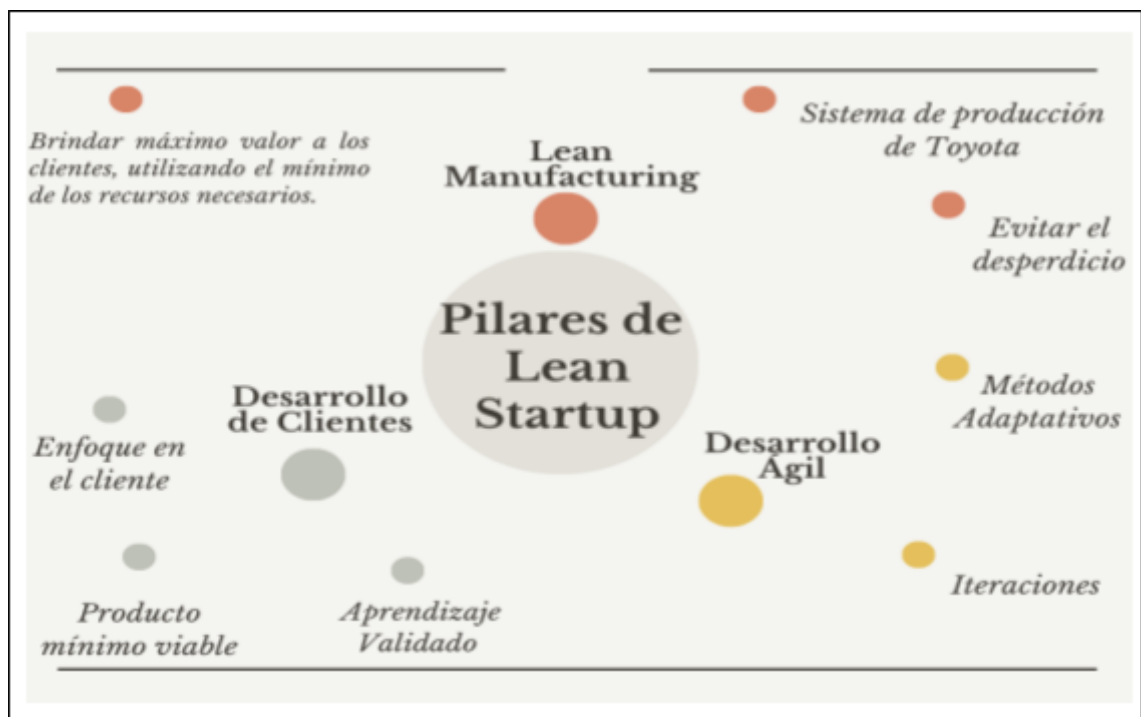 Brindar máximo valor a los
clientes, utilizando el mínimo
de los recursos necesarios.
Lean
Manufacturing
Sistema de producción
de Toyota
Evitar el
desperdicio
Pilares de
Lean
Startup
Desarrollo
de Clientes
Enfoque en
el cliente
Producto
mínimo viable
Aprendizaje
Validado
Desarrollo
Ágil
Métodos
Adaptativos
Iteraciones